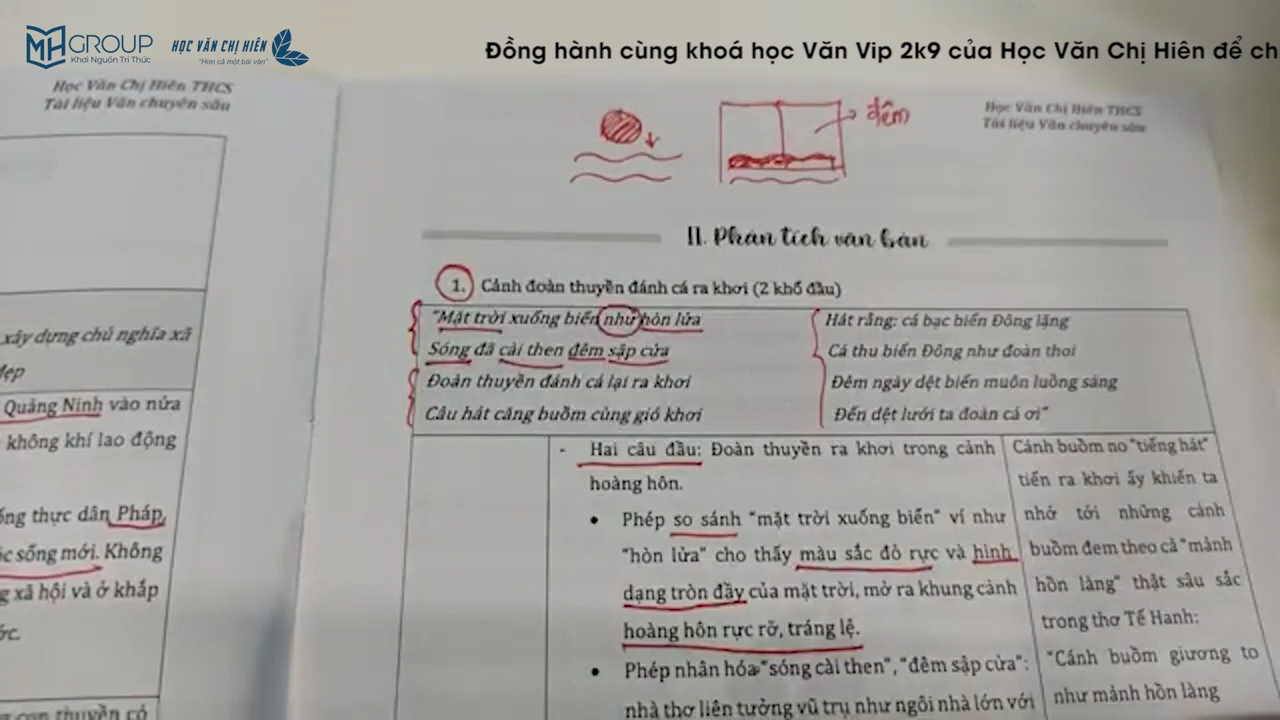 MH GROUP
Khơi Nguồn Tri Thức
HỌC VĂN CHỊ HIÊN
"Hơn cả một bài văn"
Đồng hành cùng khoá học Văn Vip 2k9 của Học Văn Chị Hiên để ch
Học Văn Chị Hiên THCS
Tài liệu Văn chuyên sâu
xây dựng chủ nghĩa xã
đẹp
Quảng Ninh vào nửa
không khí lao động
ống thực dân Pháp,
ộc sống mới. Không
g xã hội và ở khắp
ớc.
con thuyền có
đêm
Học Văn Chị Hiên THCS
Tài liệu Văn chuyên sâu
II. Phân tích văn bản
1. Cảnh đoàn thuyền đánh cá ra khơi (2 khổ đầu)
"Mặt trời xuống biển như hòn lửa
Sóng đã cài then đêm sập cửa
Đoàn thuyền đánh cá lại ra khơi
Câu hát căng buồm cùng gió khơi
Hát rằng: cá bạc biển Đông lặng
Cá thu biển Đông như đoàn thoi
Đêm ngày dệt biển muôn luồng sáng
Đến dệt lưới ta đoàn cá ơi"
- Hai câu đầu: Đoàn thuyền ra khơi trong cảnh
hoàng hôn.
• Phép so sánh "mặt trời xuống biển" ví như
"hòn lửa" cho thấy màu sắc đỏ rực và hình
dạng tròn đầy của mặt trời, mở ra khung cảnh
hoàng hôn rực rỡ, tráng lệ.
• Phép nhân hóa "sóng cài then", "đêm sập cửa":
nhà thơ liên tưởng vũ trụ như ngôi nhà lớn với
Cánh buồm no "tiếng hát"
tiến ra khơi ấy khiến ta
nhớ tới những cánh
buồm đem theo cả "mảnh
hồn làng" thật sâu sắc
trong thơ Tế Hanh:
"Cánh buồm giương to
như mảnh hồn làng